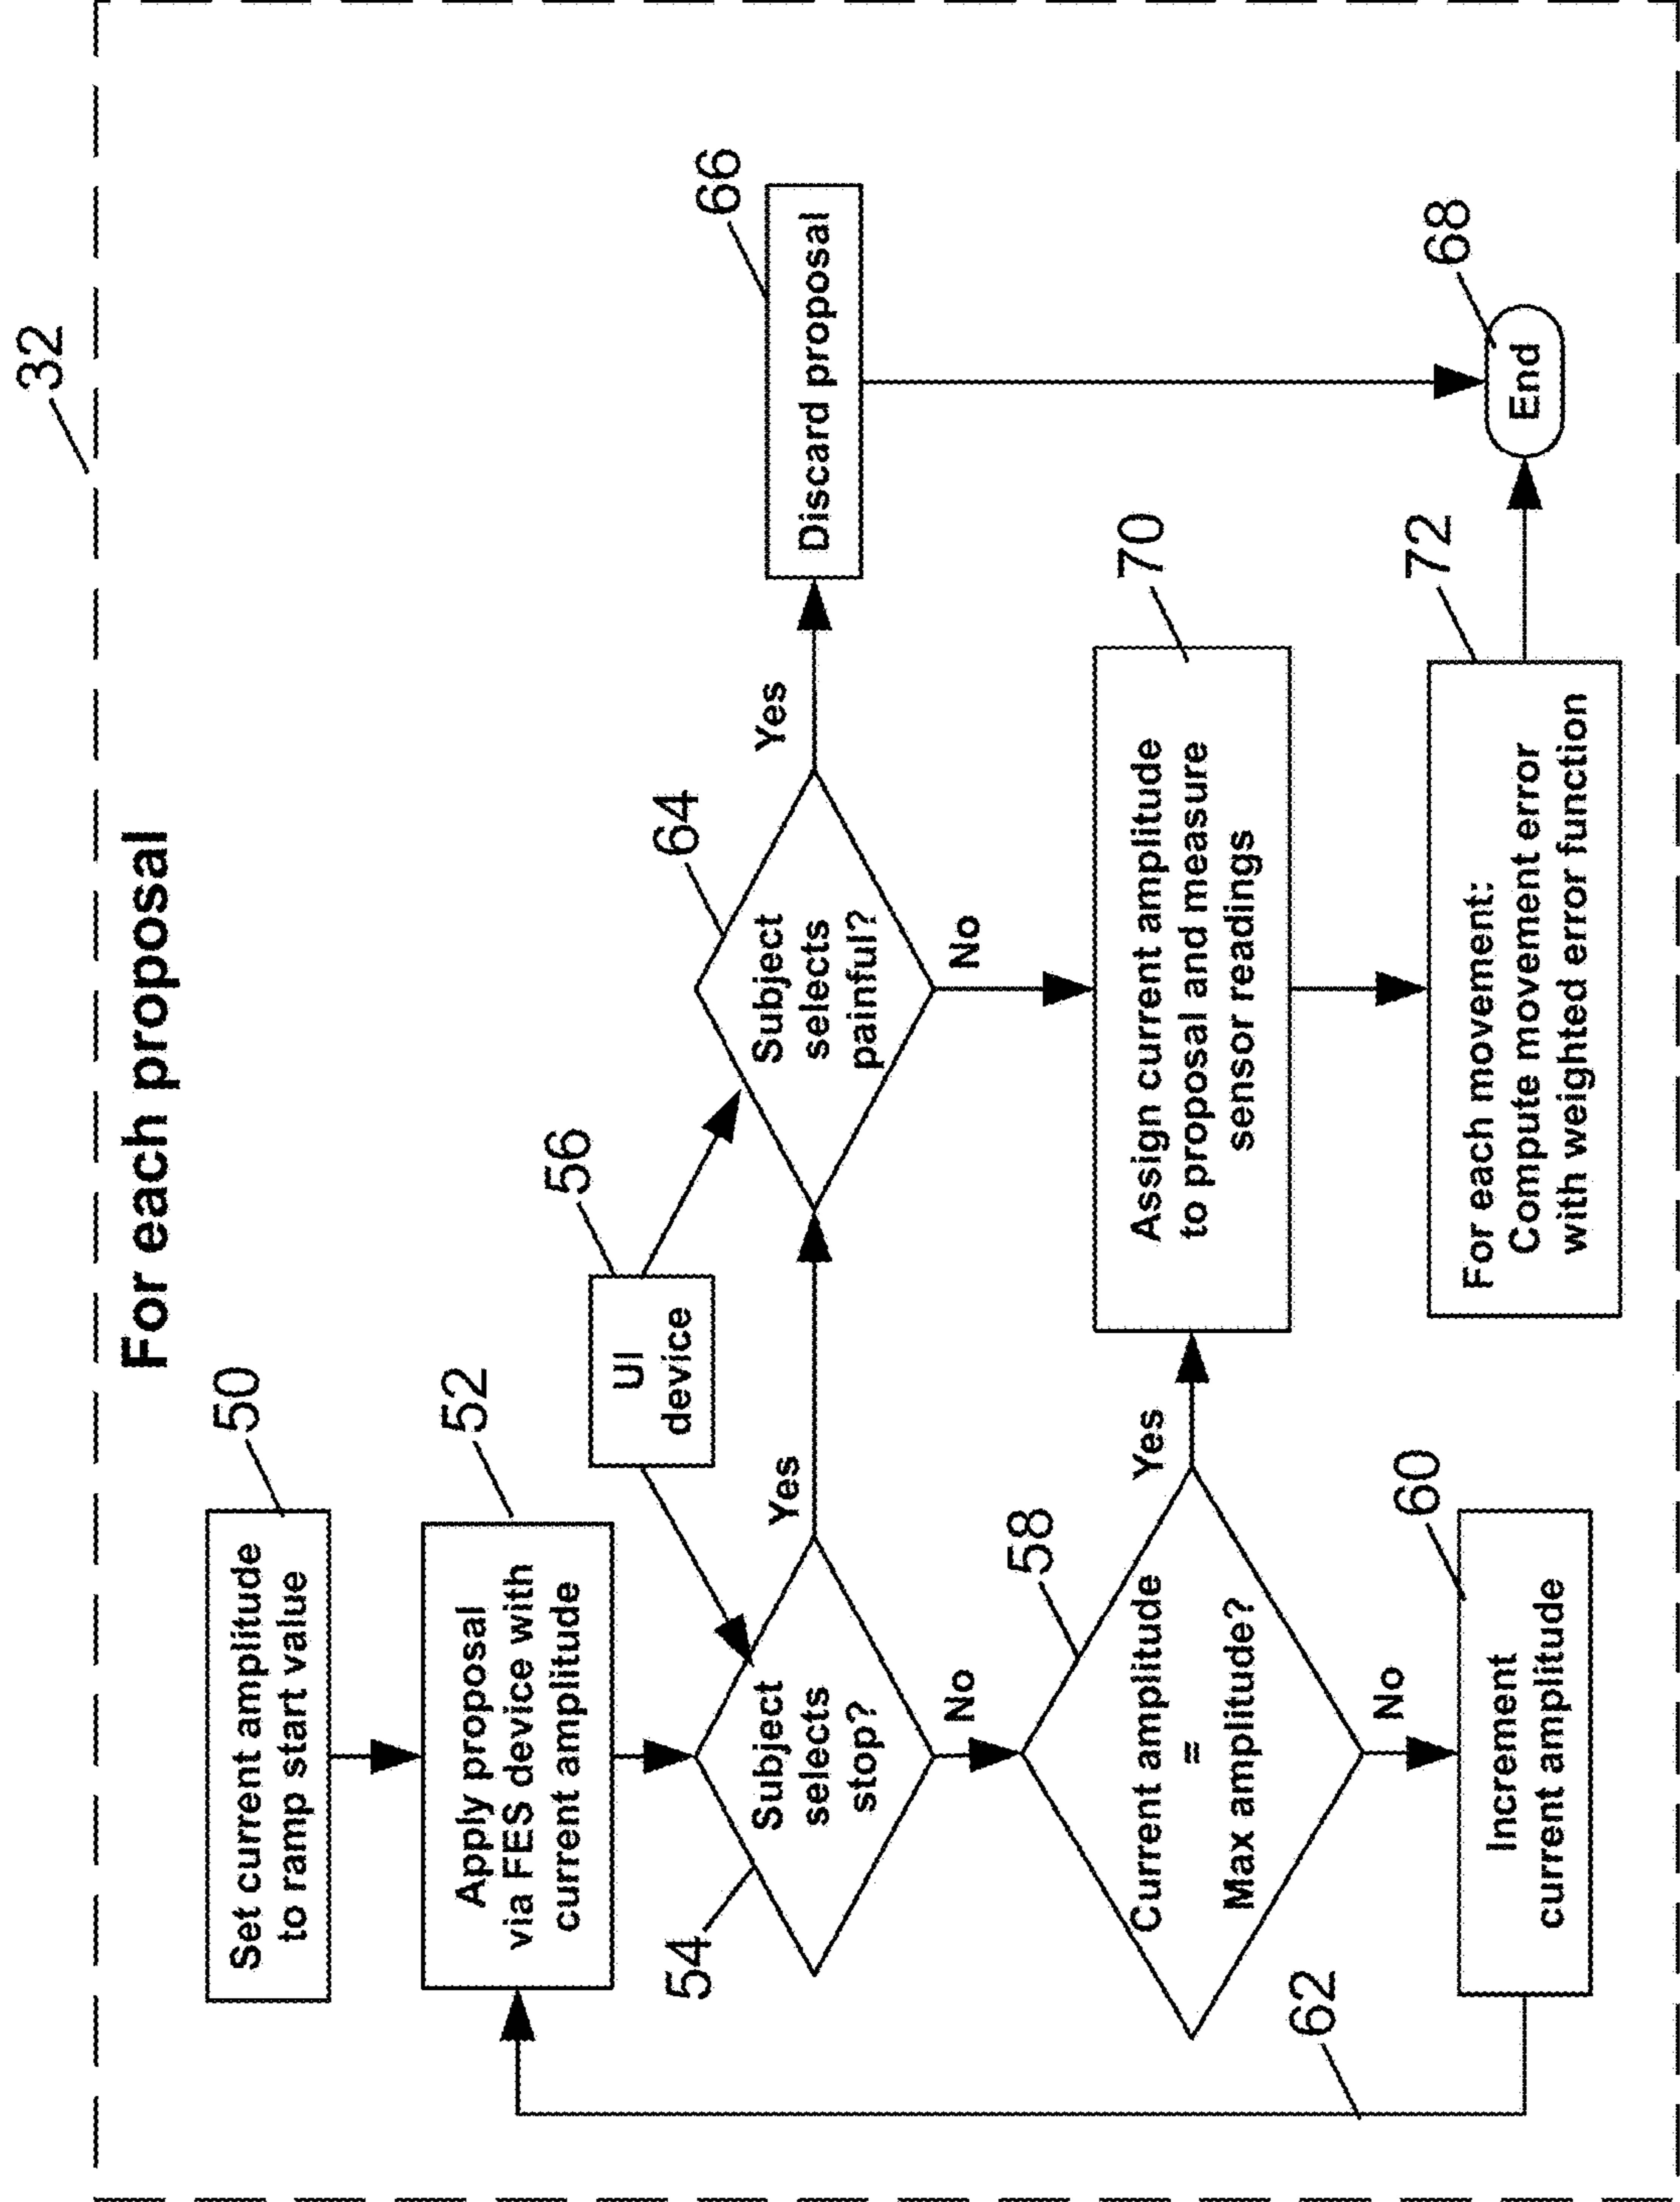 32
For each proposal
50
Set current amplitude
to ramp start value
52
Apply proposal
via FES device with
current amplitude
56
UI
device
54
Subject
selects
stop?
Yes
No
64
Subject
selects
painful?
Yes
No
66
Discard proposal
58
Current amplitude
=
Max amplitude?
Yes
No
70
Assign current amplitude
to proposal and measure
sensor readings
60
Increment
current amplitude
62
72
For each movement:
Compute movement error
with weighted error function
68
End